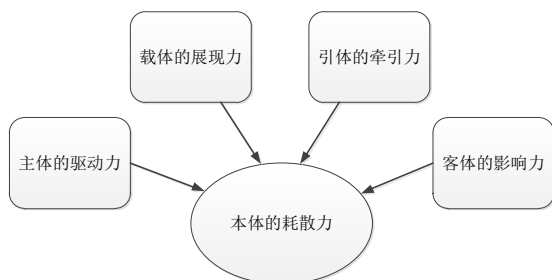 载体的展现力
引体的牵引力
主体的驱动力
客体的影响力
本体的耗散力